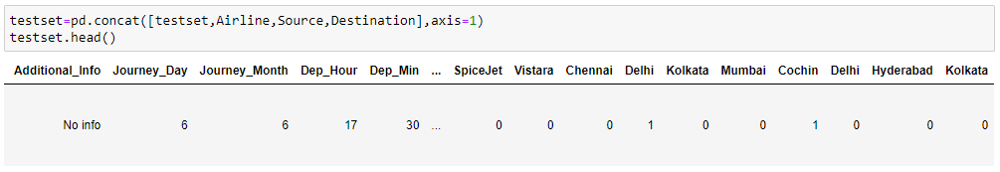 testset=pd.concat([testset,Airline,Source,Destination],axis=1)
testset.head()
Additional_Info Journey_Day Journey_Month Dep_Hour Dep_Min ... SpiceJet Vistara Chennai Delhi Kolkata Mumbai Cochin Delhi Hyderabad Kolkata
No info 6 6 17 30 ... 0 0 0 1 0 0 1 0 0 0